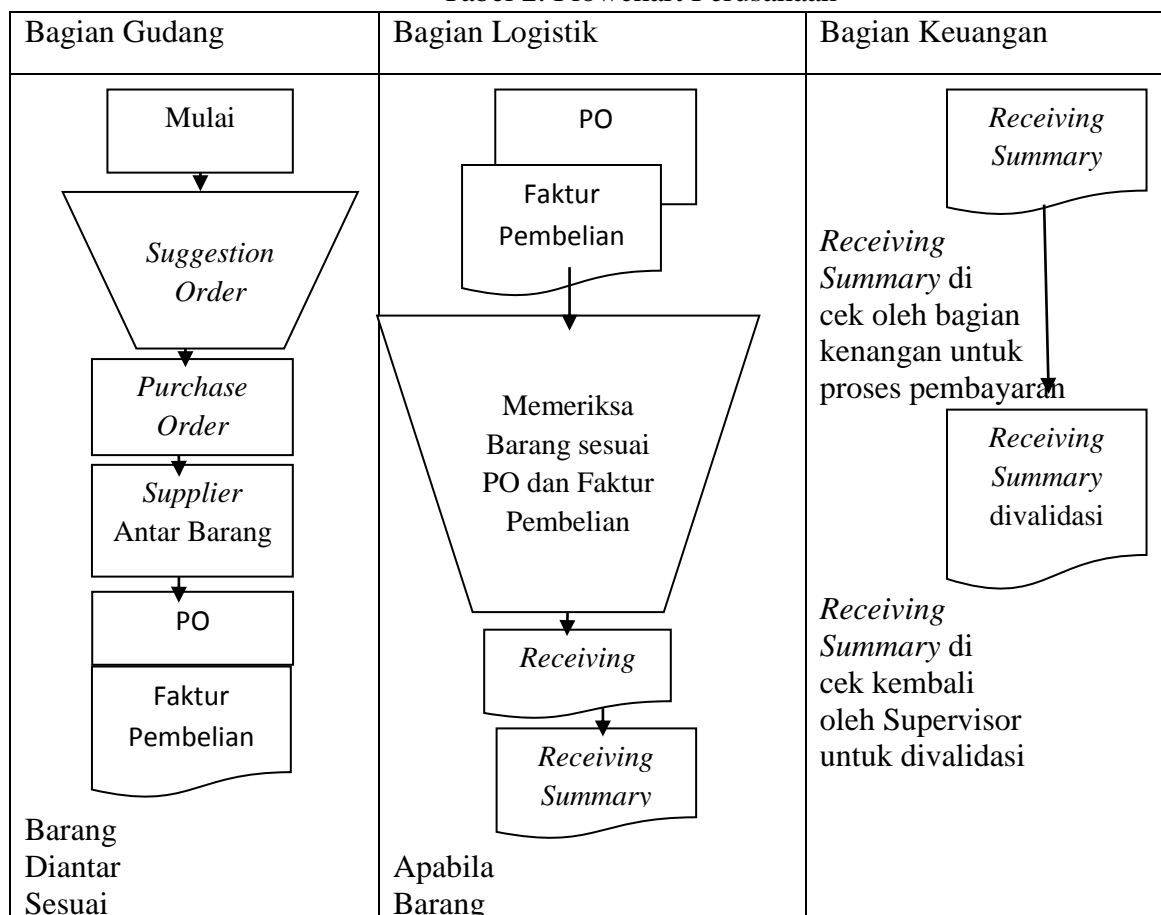 Bagian Gudang
Bagian Logistik
Bagian Keuangan
Mulai
Suggestion
Order
Purchase
Order
Supplier
Antar Barang
PO
Faktur
Pembelian
Barang
Diantar
Sesuai
PO
Faktur
Pembelian
Memeriksa
Barang sesuai
PO dan Faktur
Pembelian
Receiving
Receiving
Summary
Apabila
Barang
Receiving
Summary
Receiving
Summary di
cek oleh bagian
kenangan untuk
proses pembayaran
Receiving
Summary
divalidasi
Receiving
Summary di
cek kembali
oleh Supervisor
untuk divalidasi